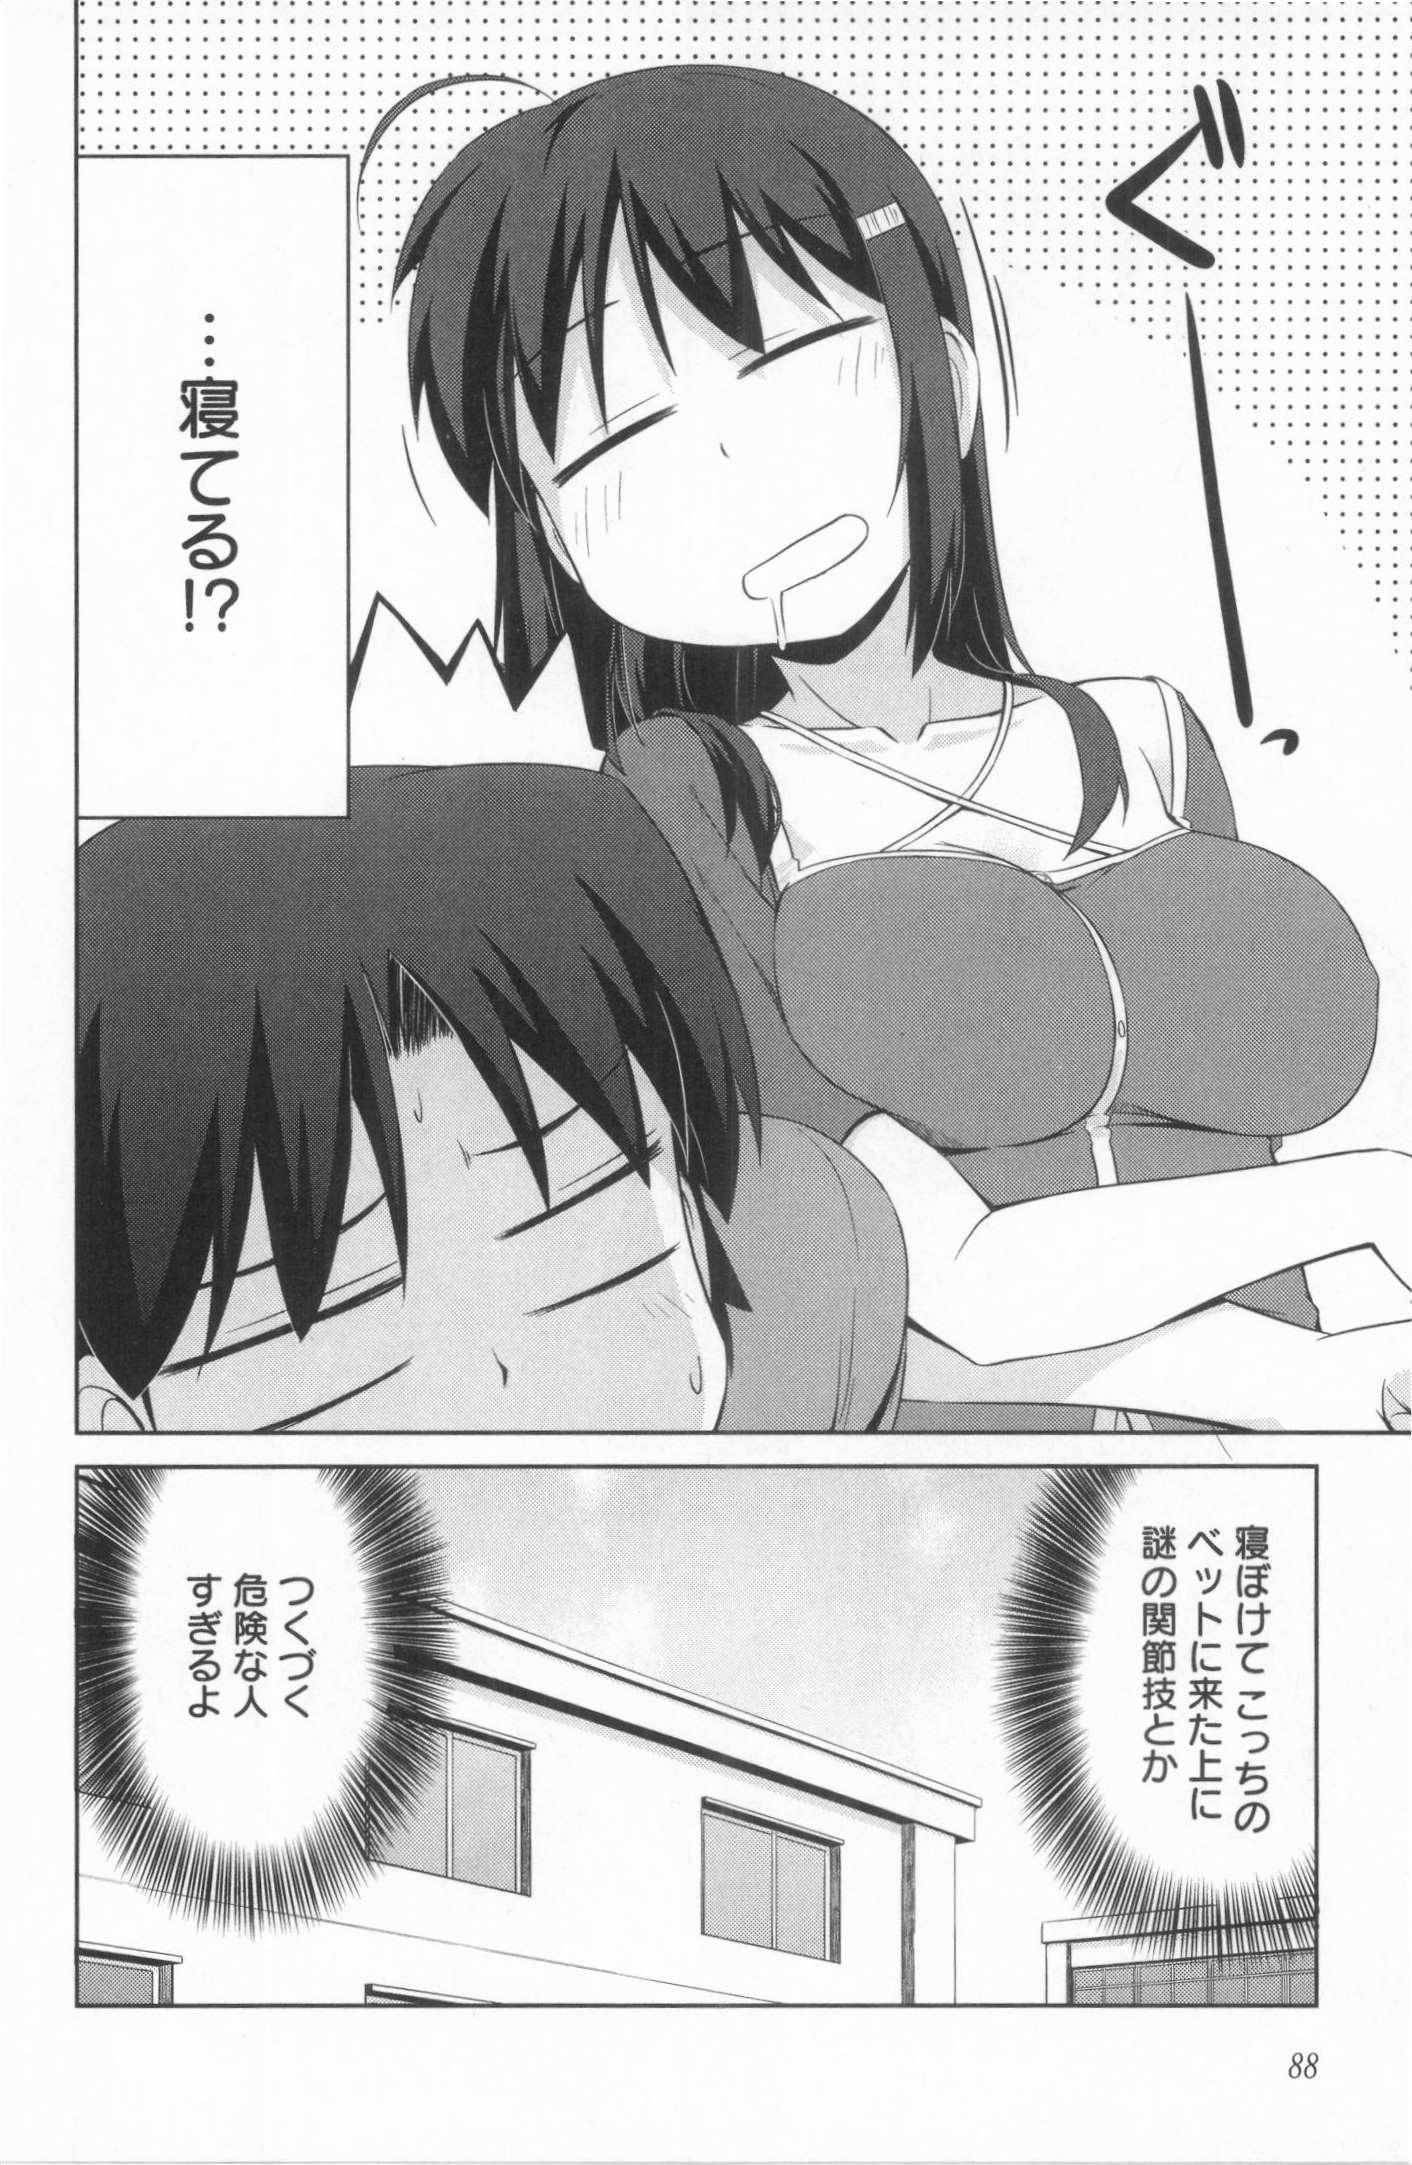 ぐーっ
…寝てる!?
寝ぼけてこっちの
ベットに来た上に
謎の関節技とか
つくづく
危険な人
すぎるよ
88